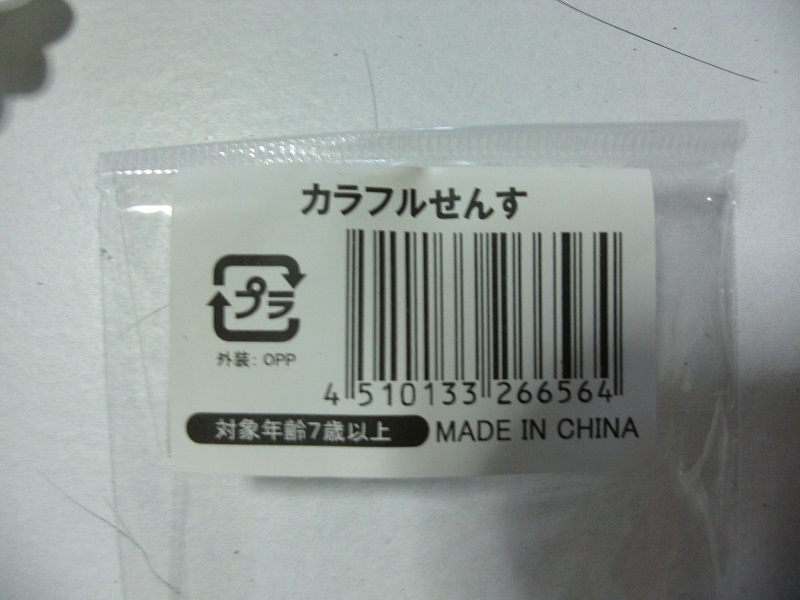 カラフルせんす
プラ
外装: OPP
4 510133 266564
対象年齢7歳以上
MADE IN CHINA